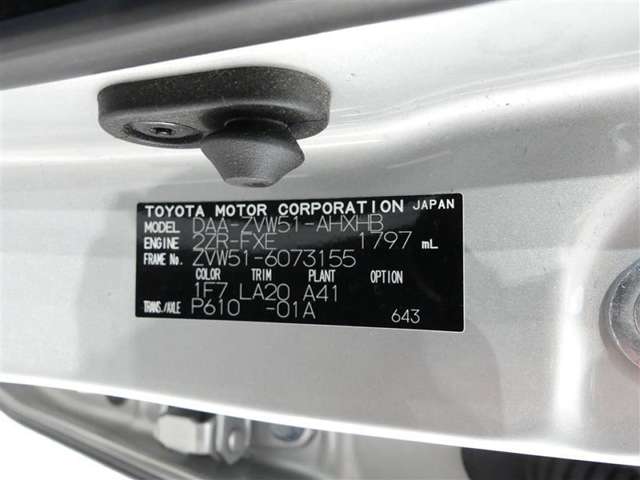 TOYOTA MOTOR CORPORATION JAPAN
MODEL DAA-ZVW51-AHXHB
ENGINE 2ZR-FXE 1797 mL
FRAME No. ZVW51-6073155
COLOR TRIM PLANT OPTION
1F7 LA20 A41
TRANS./AXLE P610 -01A 643